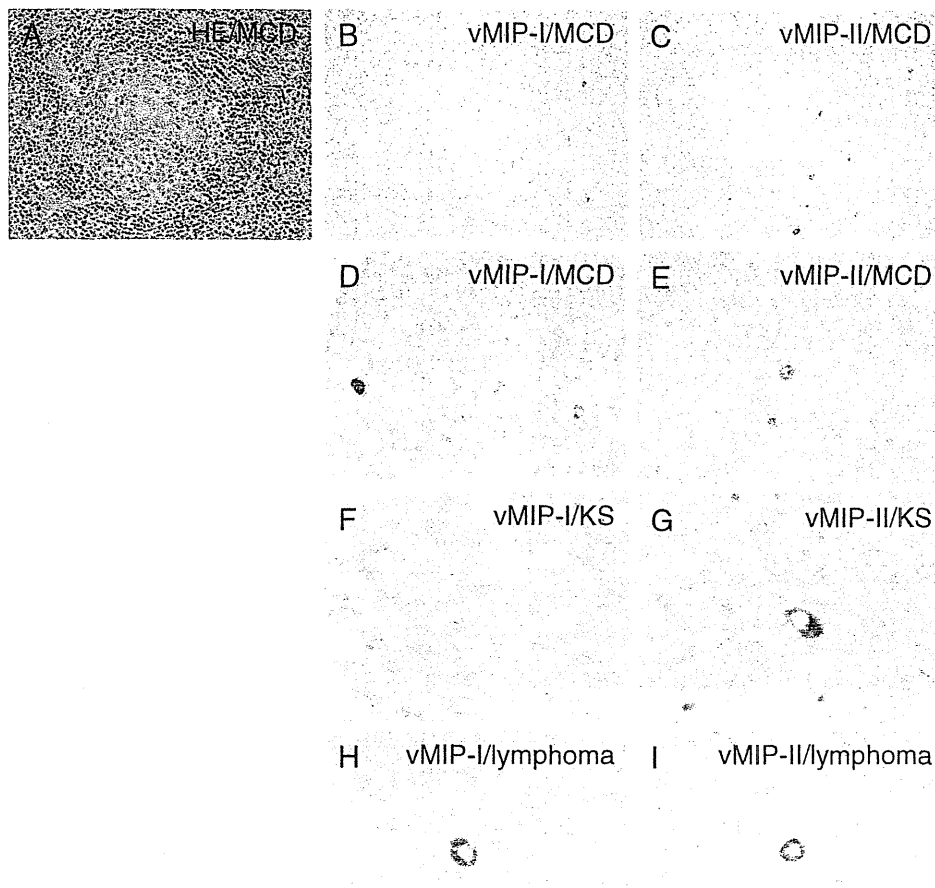 A HE/MCD
B vMIP-I/MCD
C vMIP-II/MCD
D vMIP-I/MCD
E vMIP-II/MCD
F vMIP-I/KS
G vMIP-II/KS
H vMIP-I/lymphoma
I vMIP-II/lymphoma